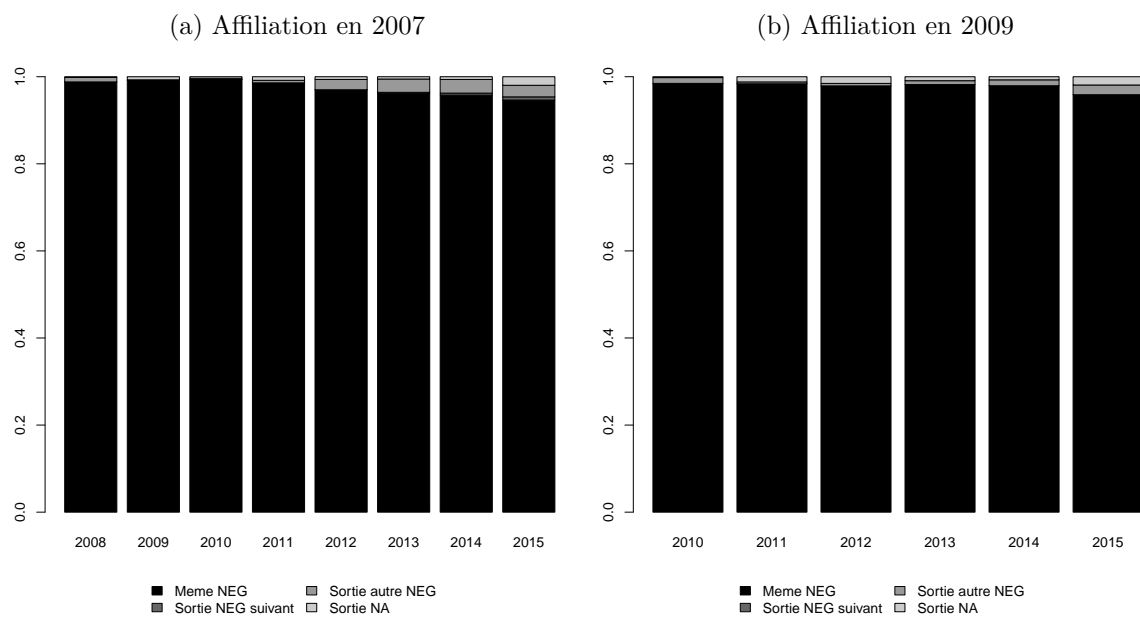 (a) Affiliation en 2007
1.0
0.8
0.6
0.4
0.2
0.0
2008 2009 2010 2011 2012 2013 2014 2015
Meme NEG Sortie autre NEG
Sortie NEG suivant Sortie NA
(b) Affiliation en 2009
1.0
0.8
0.6
0.4
0.2
0.0
2010 2011 2012 2013 2014 2015
Meme NEG Sortie autre NEG
Sortie NEG suivant Sortie NA